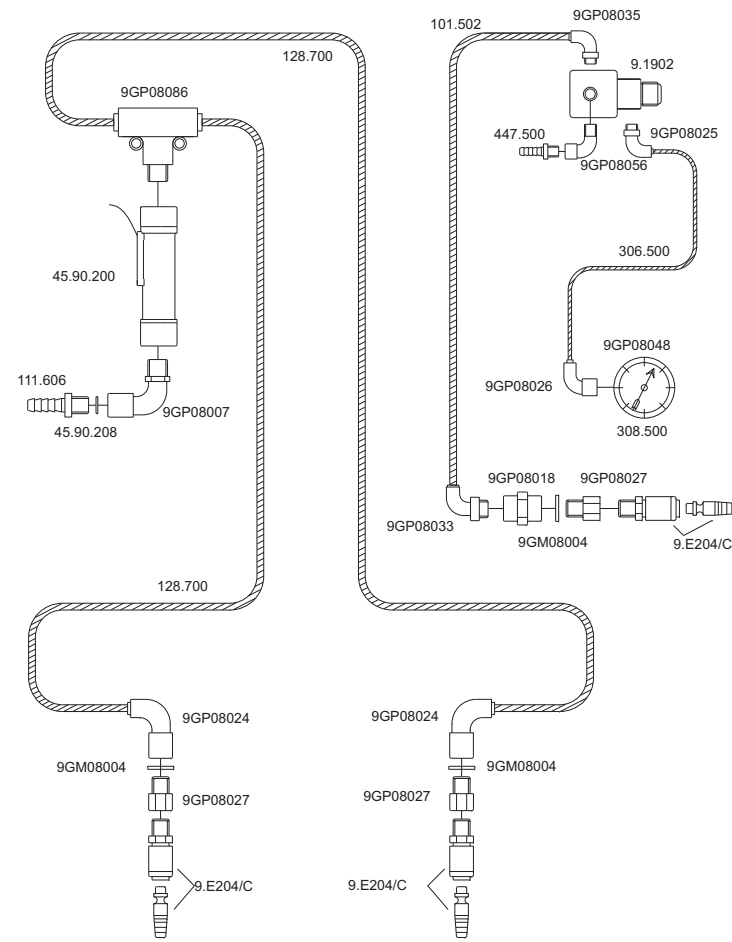 9GP08035
101.502
128.700
9.1902
9GP08086
447.500
9GP08025
9GP08056
306.500
45.90.200
9GP08048
111.606
9GP08026
9GP08007
45.90.208
308.500
9GP08018
9GP08027
9GP08033
9GM08004
9.E204/C
128.700
9GP08024
9GP08024
9GM08004
9GM08004
9GP08027
9GP08027
9.E204/C
9.E204/C